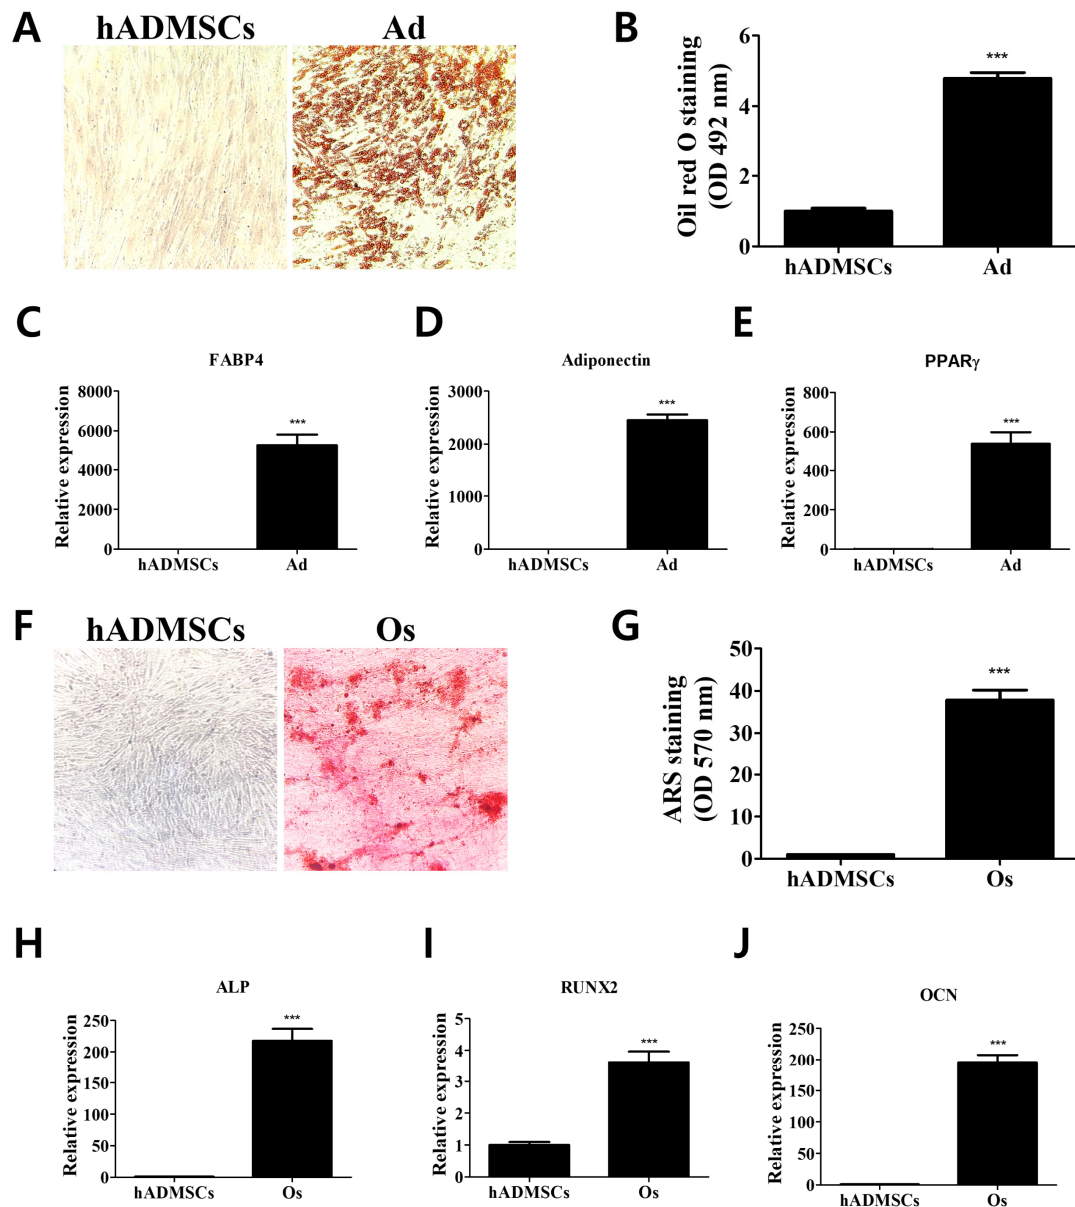 A
hADMSCs
Ad
B
Oil red O staining
(OD 492 nm)
6
4
2
0
***
hADMSCs
Ad
C
FABP4
Relative expression
8000
6000
4000
2000
0
***
hADMSCs
Ad
D
Adiponectin
Relative expression
3000
2000
1000
0
***
hADMSCs
Ad
E
PPARγ
Relative expression
800
600
400
200
0
***
hADMSCs
Ad
F
hADMSCs
Os
G
ARS staining
(OD 570 nm)
50
40
30
20
10
0
***
hADMSCs
Os
H
ALP
Relative expression
250
200
150
100
50
0
***
hADMSCs
Os
I
RUNX2
Relative expression
5
4
3
2
1
0
***
hADMSCs
Os
J
OCN
Relative expression
250
200
150
100
50
0
***
hADMSCs
Os